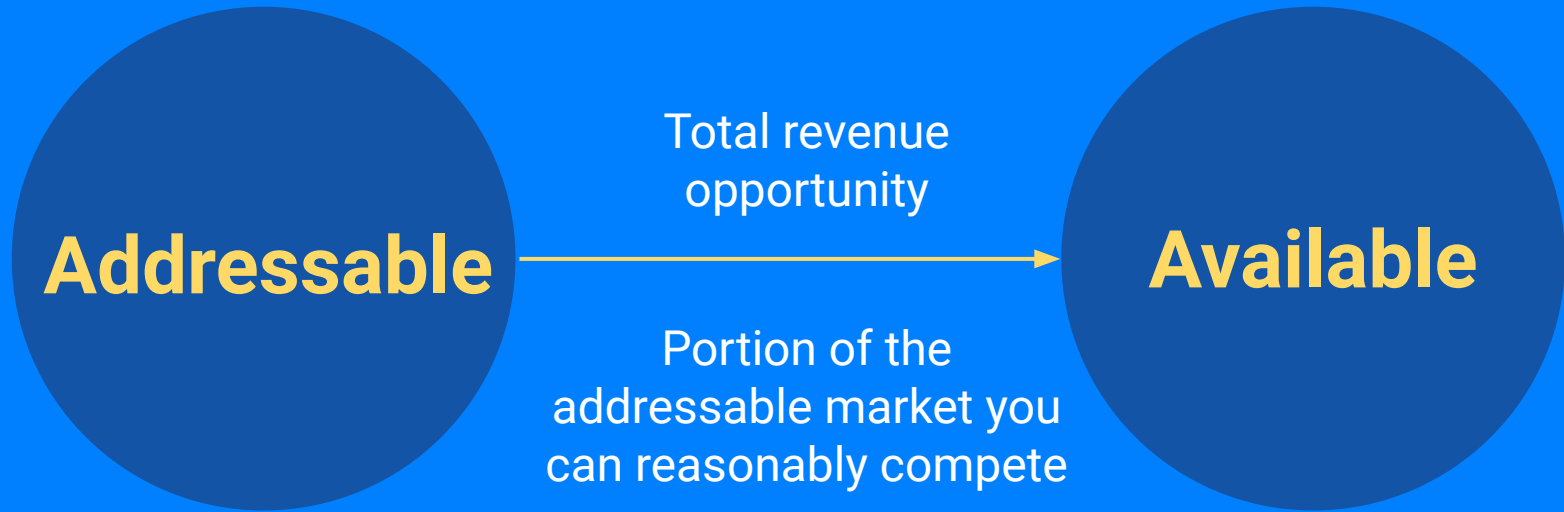 Addressable
Total revenue
opportunity
Portion of the
addressable market you
can reasonably compete
Available